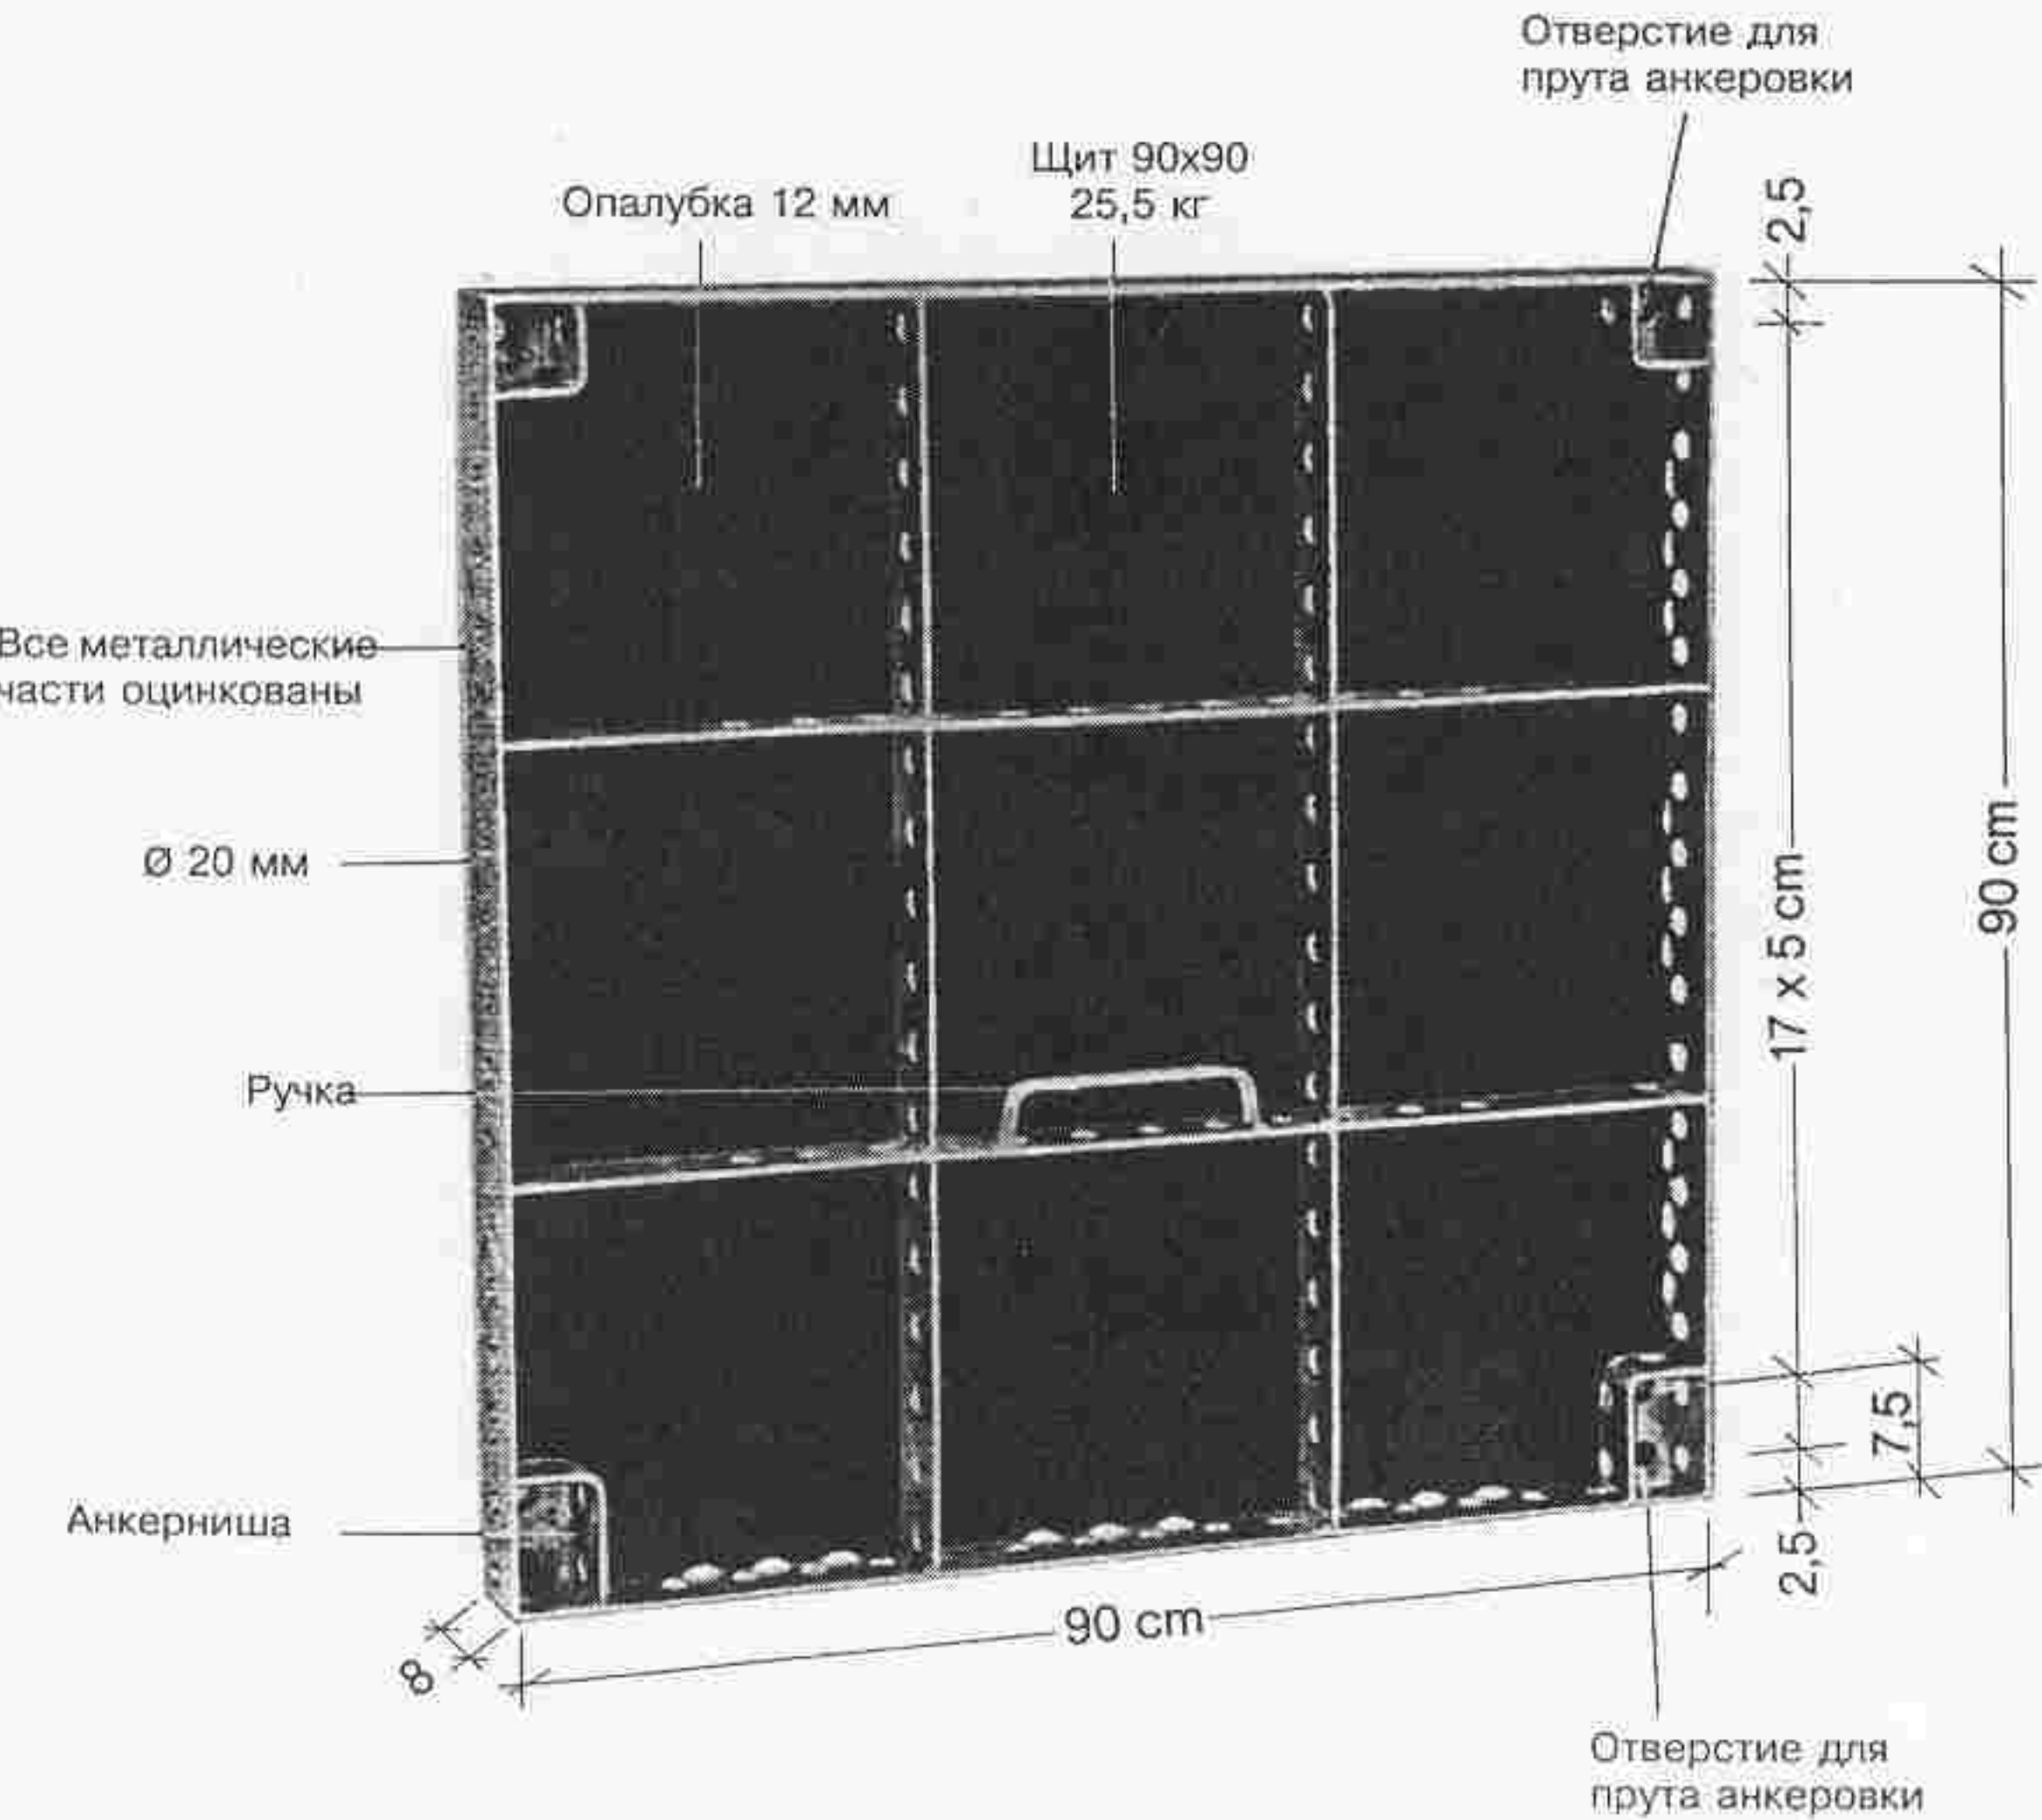 Отверстие для
прута анкеровки
Щит 90х90
25,5 кг
Опалубка 12 мм
2,5
Все металлические
части оцинкованы
Ø 20 мм
90 cm
17 x 5 cm
Ручка
7,5
Анкерниша
2,5
90 cm
8
Отверстие для
прута анкеровки